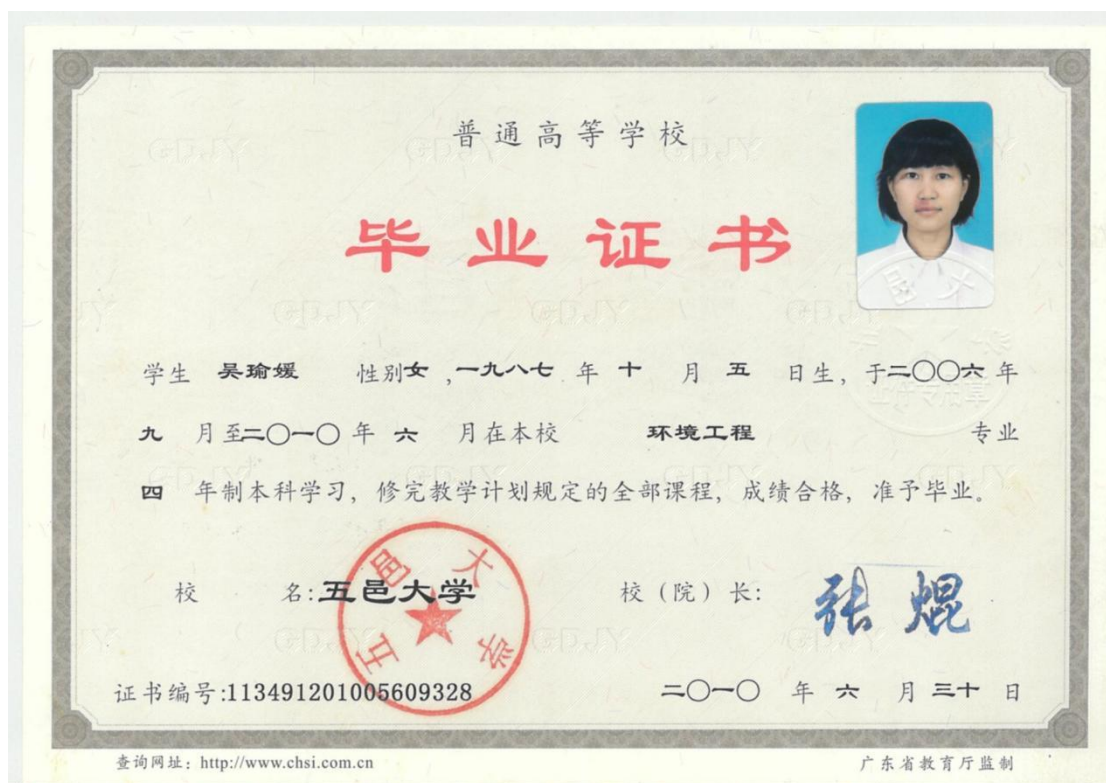 普通高等学校
毕业证书
学生 吴瑜媛 性别女，一九八七 年 十 月 五 日生，于二〇〇六年
九 月至二〇一〇 年 六 月在本校 环境工程 专业
四 年制本科学习，修完教学计划规定的全部课程，成绩合格，准予毕业。
校 名:五邑大学 校（院）长: 张焜
五邑大学
证书编号:113491201005609328 二〇一〇 年 六 月 三十 日
查询网址：http://www.chsi.com.cn 广东省教育厅监制
GDJY